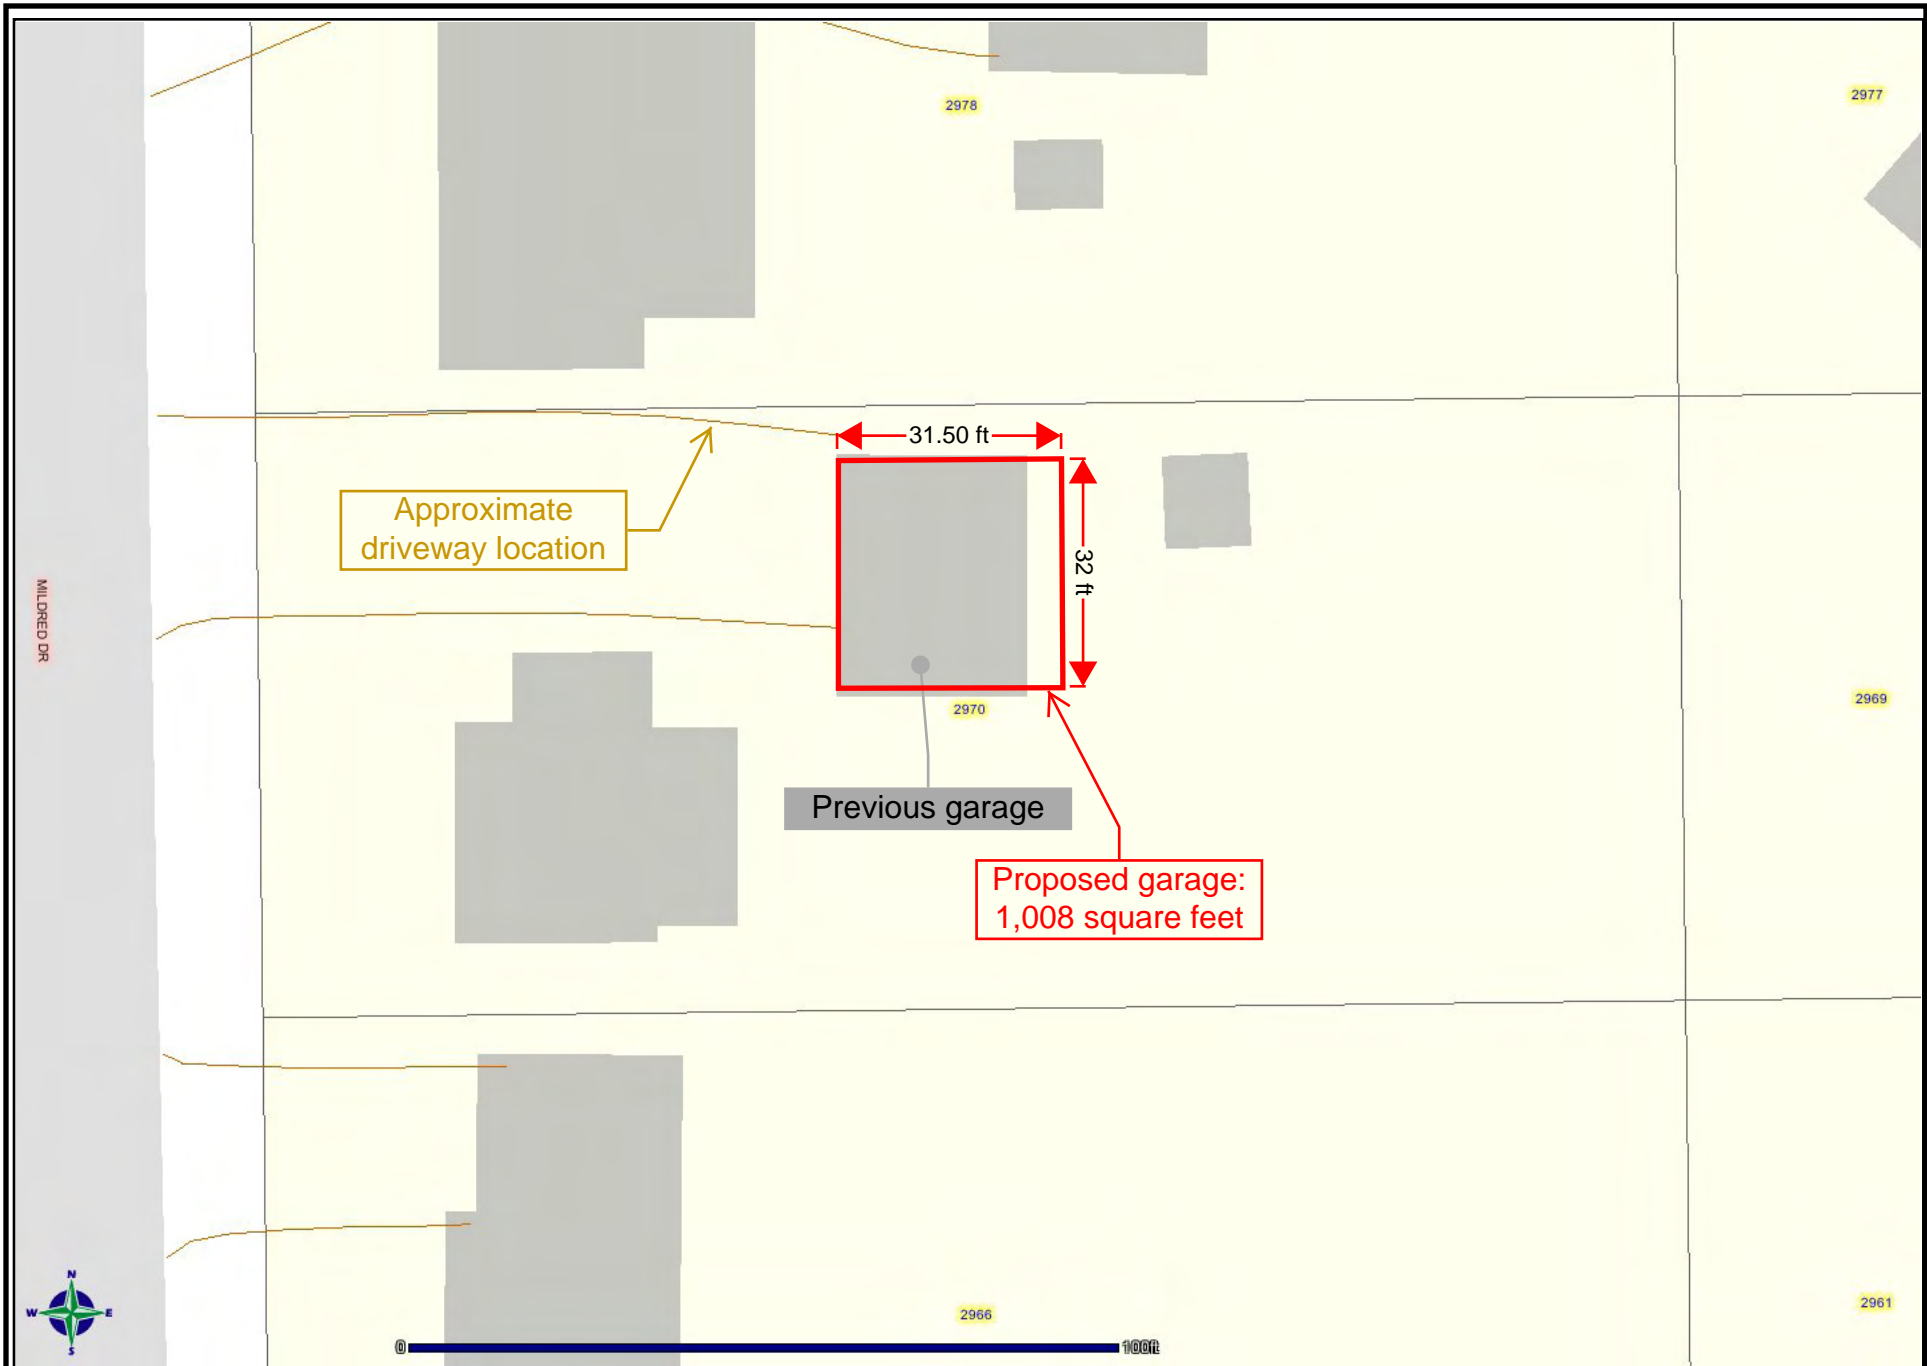 2978
2977
31.50 ft
Approximate
driveway location
32 ft
MILDRED DR
2970
2969
Previous garage
Proposed garage:
1,008 square feet
N
W E
S
2966
2961
0 100ft